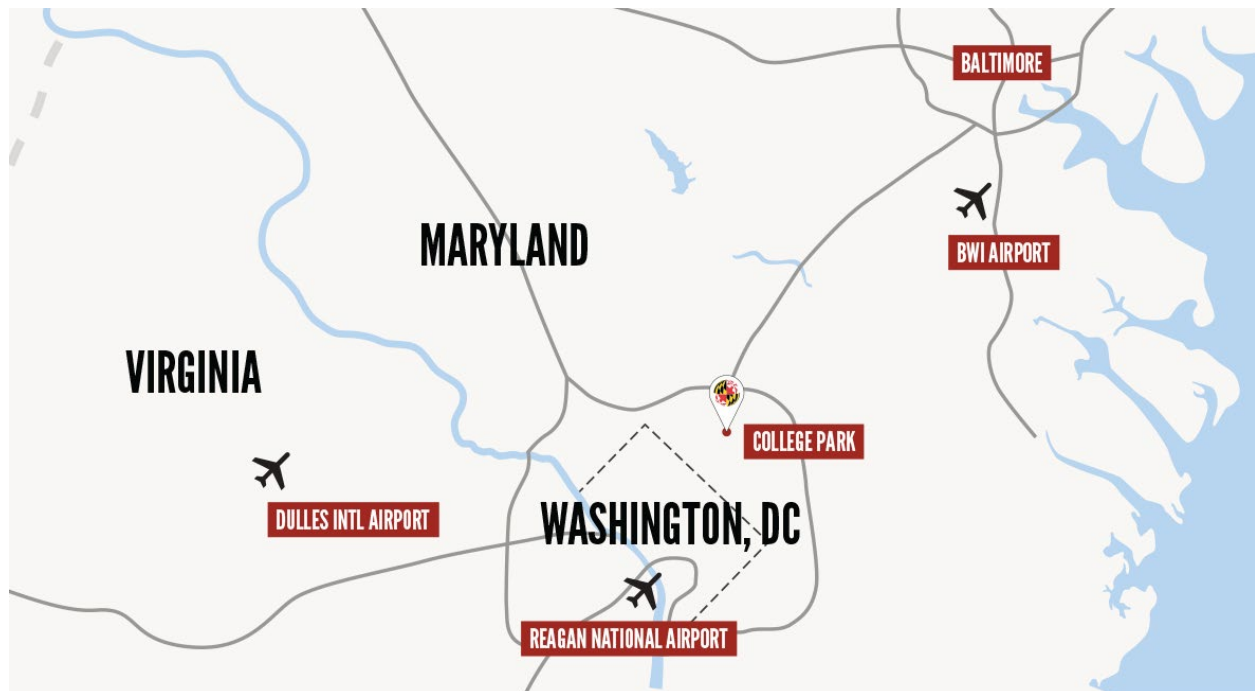 BALTIMORE
MARYLAND
BWI AIRPORT
VIRGINIA
COLLEGE PARK
DULLES INTL AIRPORT
WASHINGTON, DC
REAGAN NATIONAL AIRPORT